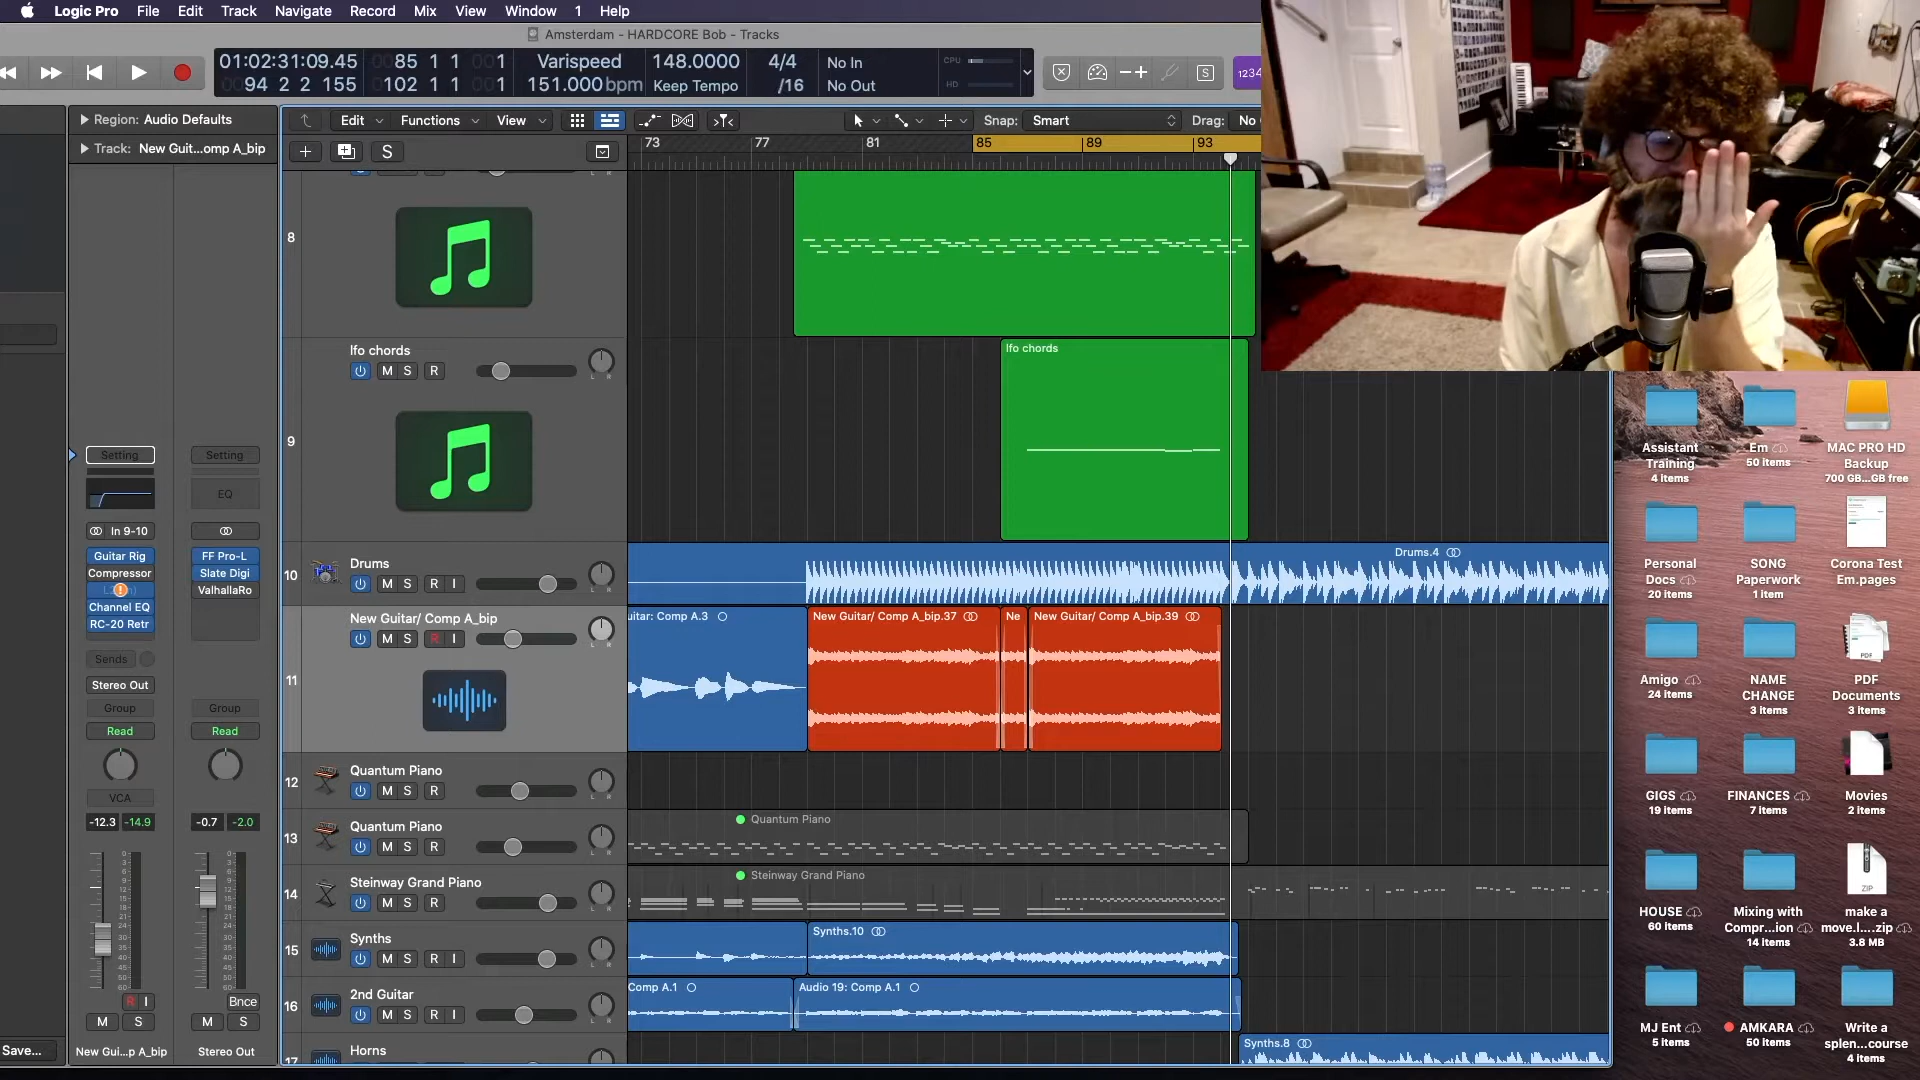 Logic Pro File Edit Track Navigate Record Mix View Window 1 Help
Amsterdam - HARDCORE Bob - Tracks
01:02:31:09.45 0085 1 1 001 Varispeed 148.0000 4/4 No In CPU
0094 2 2 155 0102 1 1 001 151.000bpm Keep Tempo /16 No Out HD
S 1234
Region: Audio Defaults
Edit Functions View Snap: Smart Drag: No
Track: New Guit...omp A_bip
S
73 77 81 85 89 93
8
lfo chords
M S R
lfo chords
9
Setting Setting
EQ
In 9-10
Guitar Rig FF Pro-L
Compressor Slate Digi
ValhallaRo
Channel EQ
RC-20 Retr
Sends
Stereo Out
Group Group
Read Read
VCA
-12.3 -14.9 -0.7 -2.0
R I Bnce
M S M S
Save... New Gui...p A_bip Stereo Out
10 Drums
M S R I
Drums.4
New Guitar/ Comp A_bip
M S R I
11
uitar: Comp A.3 New Guitar/ Comp A_bip.37 Ne New Guitar/ Comp A_bip.39
12 Quantum Piano
M S R
13 Quantum Piano
M S R
Quantum Piano
14 Steinway Grand Piano
M S R
Steinway Grand Piano
15 Synths
M S R I
Synths.10
16 2nd Guitar
M S R I
Comp A.1 Audio 19: Comp A.1
17 Horns
Synths.8
Assistant Training
4 items
Em
50 items
MAC PRO HD Backup
700 GB...GB free
Personal Docs
20 items
SONG Paperwork
1 item
Corona Test Em.pages
Amigo
24 items
NAME CHANGE
3 items
PDF
PDF Documents
3 items
GIGS
19 items
FINANCES
7 items
Movies
2 items
HOUSE
60 items
Mixing with Compr...ion
14 items
ZIP
make a move.l....zip
3.8 MB
MJ Ent
5 items
AMKARA
50 items
Write a splen...course
4 items